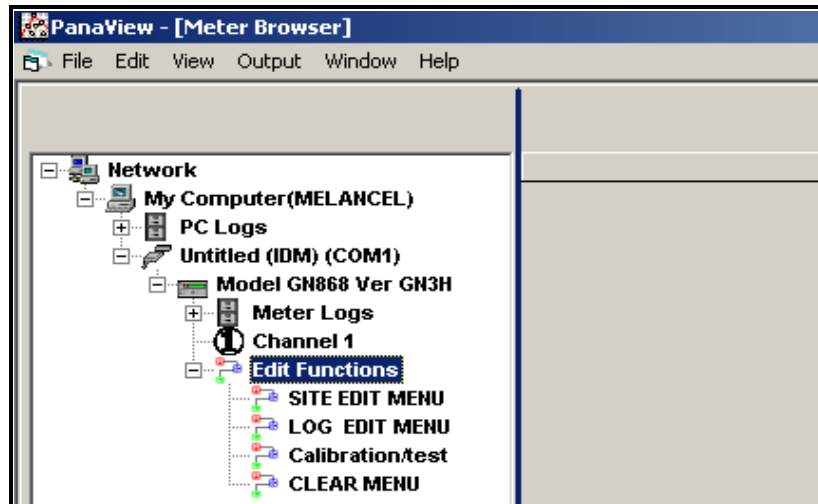 PanaView - [Meter Browser]
File Edit View Output Window Help
Network
My Computer(MELANCEL)
PC Logs
Untitled (IDM) (COM1)
Model GN868 Ver GN3H
Meter Logs
1 Channel 1
Edit Functions
SITE EDIT MENU
LOG EDIT MENU
Calibration/test
CLEAR MENU